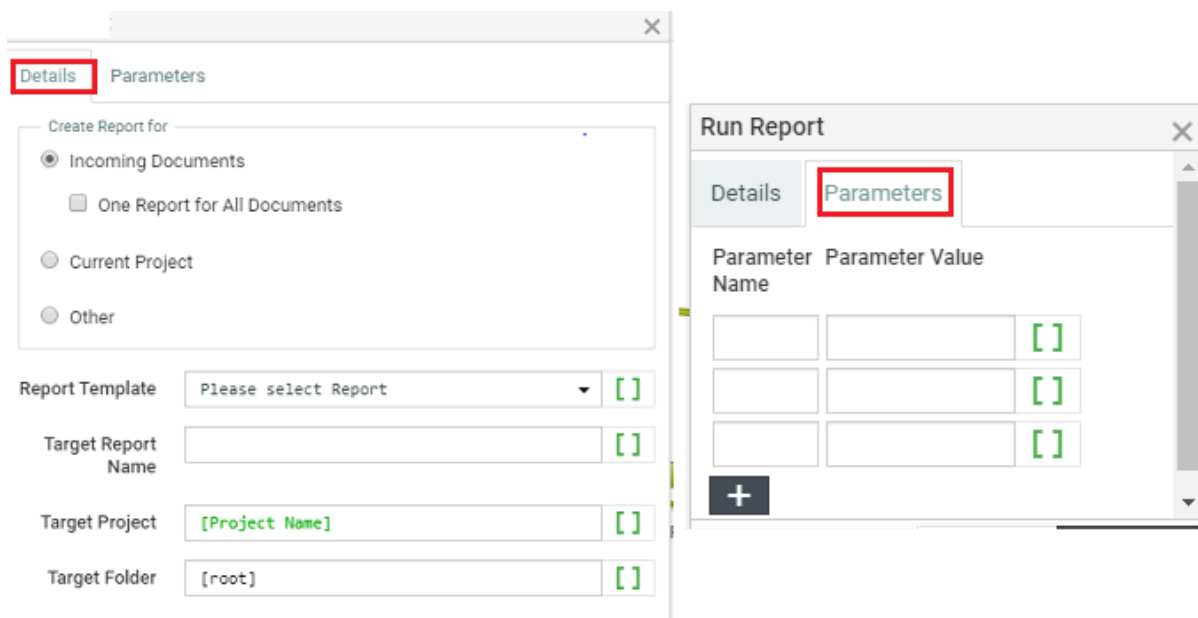 Details Parameters
Create Report for
Incoming Documents
One Report for All Documents
Current Project
Other
Report Template Please select Report [ ]
Target Report
Name
[ ]
Target Project [Project Name] [ ]
Target Folder [root] [ ]
Run Report
Details Parameters
Parameter Parameter Value
Name
[ ]
[ ]
[ ]
+